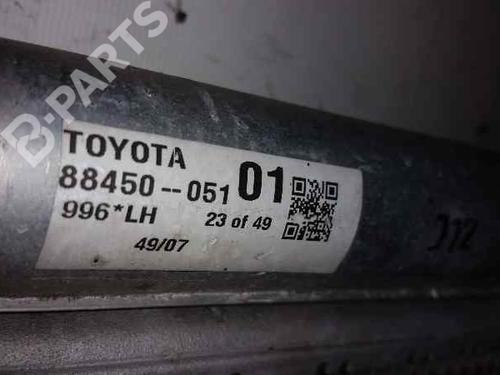 B-PARTS
TOYOTA
88450--051 01
996*LH 23 of 49
49/07